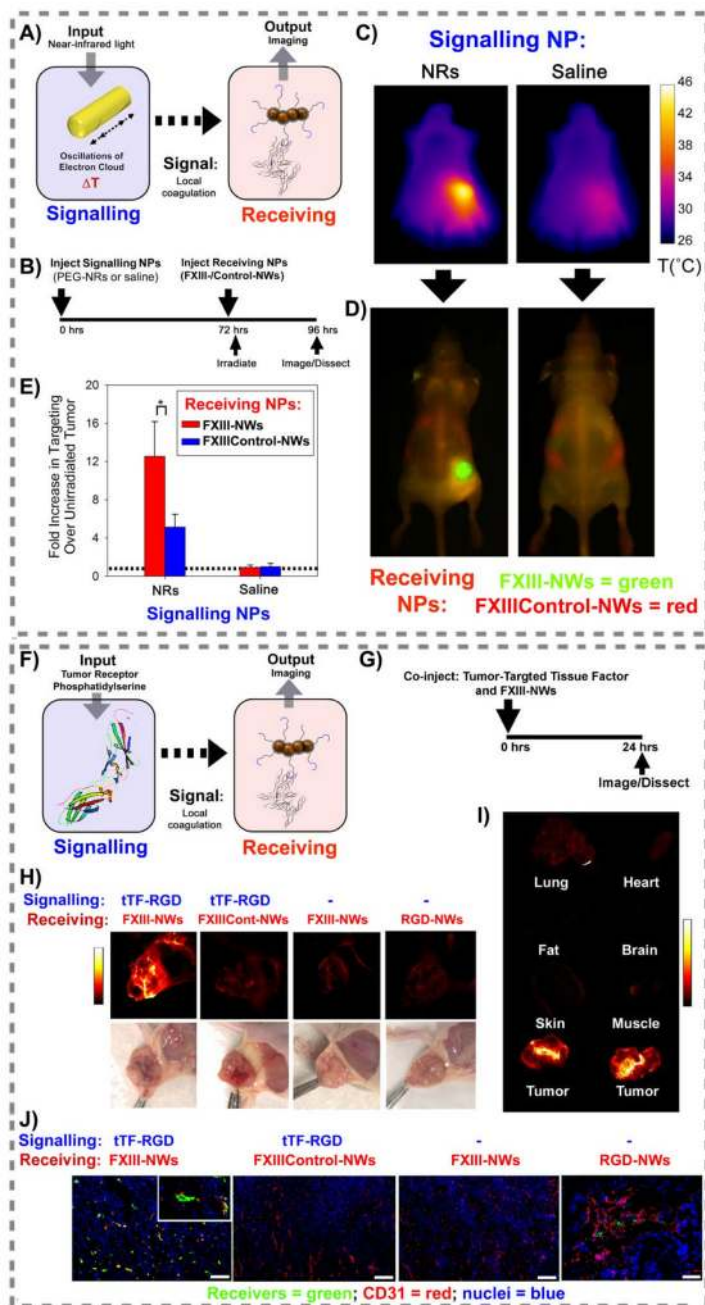 A)
Input
Near-infrared light
Output
Imaging
Oscillations of
Electron Cloud
ΔT
Signal:
Local
coagulation
Signalling
Receiving
B)
Inject Signalling NPs
(PEG-NRs or saline)
Inject Receiving NPs
(FXIII-/Control-NWs)
0 hrs
72 hrs
96 hrs
Irradiate
Image/Dissect
C)
Signalling NP:
NRs
Saline
46
42
38
34
30
26
T(°C)
D)
Receiving
NPs:
FXIII-NWs = green
FXIIIControl-NWs = red
E)
Fold Increase in Targeting
Over Unirradiated Tumor
20
16
12
8
4
0
*
Receiving NPs:
FXIII-NWs
FXIIIControl-NWs
NRs
Saline
Signalling NPs
F)
Input
Tumor Receptor
Phosphatidylserine
Output
Imaging
Signal:
Local
coagulation
Signalling
Receiving
G)
Co-inject: Tumor-Targted Tissue Factor
and FXIII-NWs
0 hrs
24 hrs
Image/Dissect
H)
Signalling: tTF-RGD tTF-RGD - -
Receiving: FXIII-NWs FXIIICont-NWs FXIII-NWs RGD-NWs
I)
Lung Heart
Fat Brain
Skin Muscle
Tumor Tumor
J)
Signalling: tTF-RGD tTF-RGD - -
Receiving: FXIII-NWs FXIIIControl-NWs FXIII-NWs RGD-NWs
Receivers = green; CD31 = red; nuclei = blue